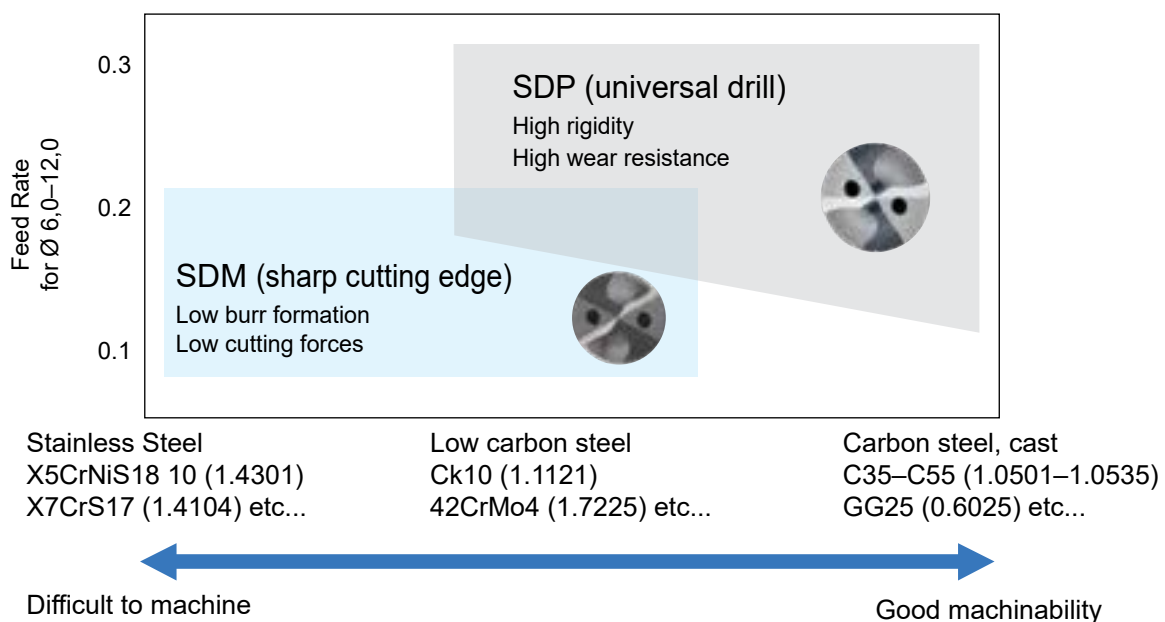 0.3
0.2
0.1
Feed Rate
for Ø 6,0–12,0
SDP (universal drill)
High rigidity
High wear resistance
SDM (sharp cutting edge)
Low burr formation
Low cutting forces
Stainless Steel
X5CrNiS18 10 (1.4301)
X7CrS17 (1.4104) etc...
Low carbon steel
Ck10 (1.1121)
42CrMo4 (1.7225) etc...
Carbon steel, cast
C35–C55 (1.0501–1.0535)
GG25 (0.6025) etc...
Difficult to machine
Good machinability